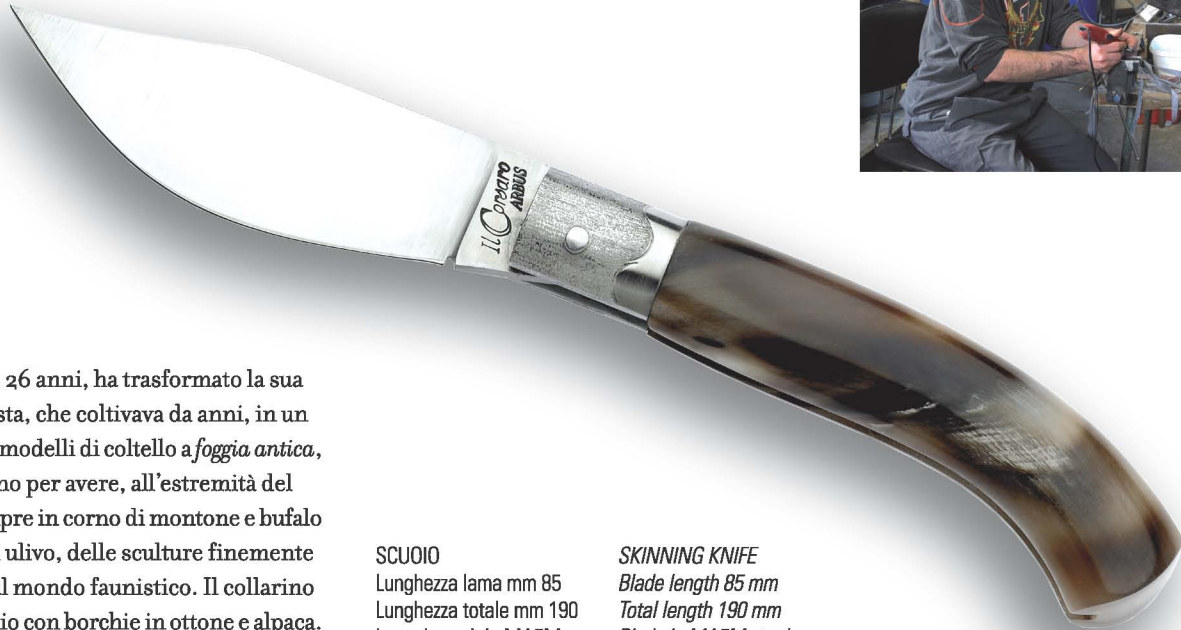 Il Corsaro
ARBUS
26 anni, ha trasformato la sua
sta, che coltivava da anni, in un
modelli di coltello a foggia antica,
no per avere, all'estremità del
pre in corno di montone e bufalo
ulivo, delle sculture finemente
l mondo faunistico. Il collarino
io con borchie in ottone e alpaca.
SCUOIO
Lunghezza lama mm 85
Lunghezza totale mm 190
SKINNING KNIFE
Blade length 85 mm
Total length 190 mm